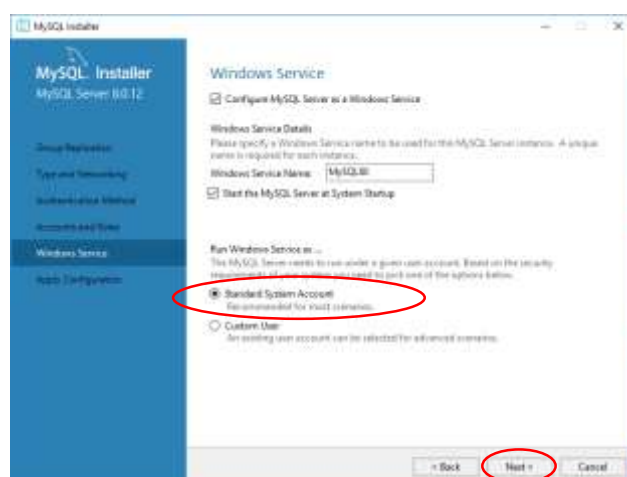 MySQL Installer
MySQL. Installer
MySQL Server 8.0.12
Group Replication
Type and Networking
Authentication Method
Accounts and Roles
Windows Service
Apply Configuration
Windows Service
Configure MySQL Server as a Windows Service
Windows Service Details
Please specify a Windows Service name to be used for this MySQL Server instance. A unique
name is required for each instance.
Windows Service Name: MySQL80
Start the MySQL Server at System Startup
Run Windows Service as ...
The MySQL Server needs to run under a given user account. Based on the security
requirements of your system you need to pick one of the options below.
Standard System Account
Recommended for most scenarios.
Custom User
An existing user account can be selected for advanced scenarios.
< Back
Next >
Cancel